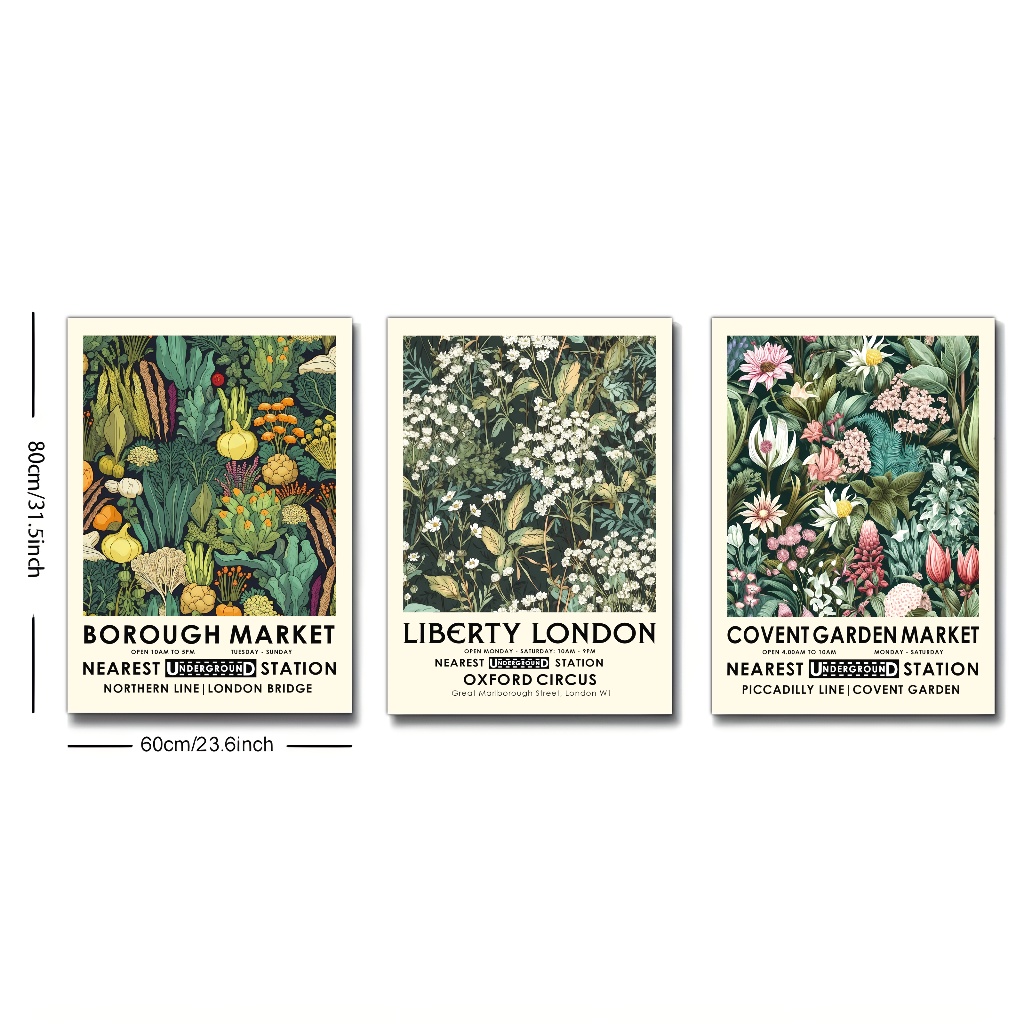 80cm/31.5inch
BOROUGH MARKET
OPEN 10AM TO 5PM TUESDAY - SUNDAY
NEAREST UNDERGROUND STATION
NORTHERN LINE|LONDON BRIDGE
60cm/23.6inch
LIBERTY LONDON
OPEN MONDAY - SATURDAY: 10AM - 9PM
NEAREST UNDERGROUND STATION
OXFORD CIRCUS
Great Marlborough Street, London W1
COVENT GARDEN MARKET
OPEN 4.00AM TO 10AM MONDAY - SATURDAY
NEAREST UNDERGROUND STATION
PICCADILLY LINE|COVENT GARDEN